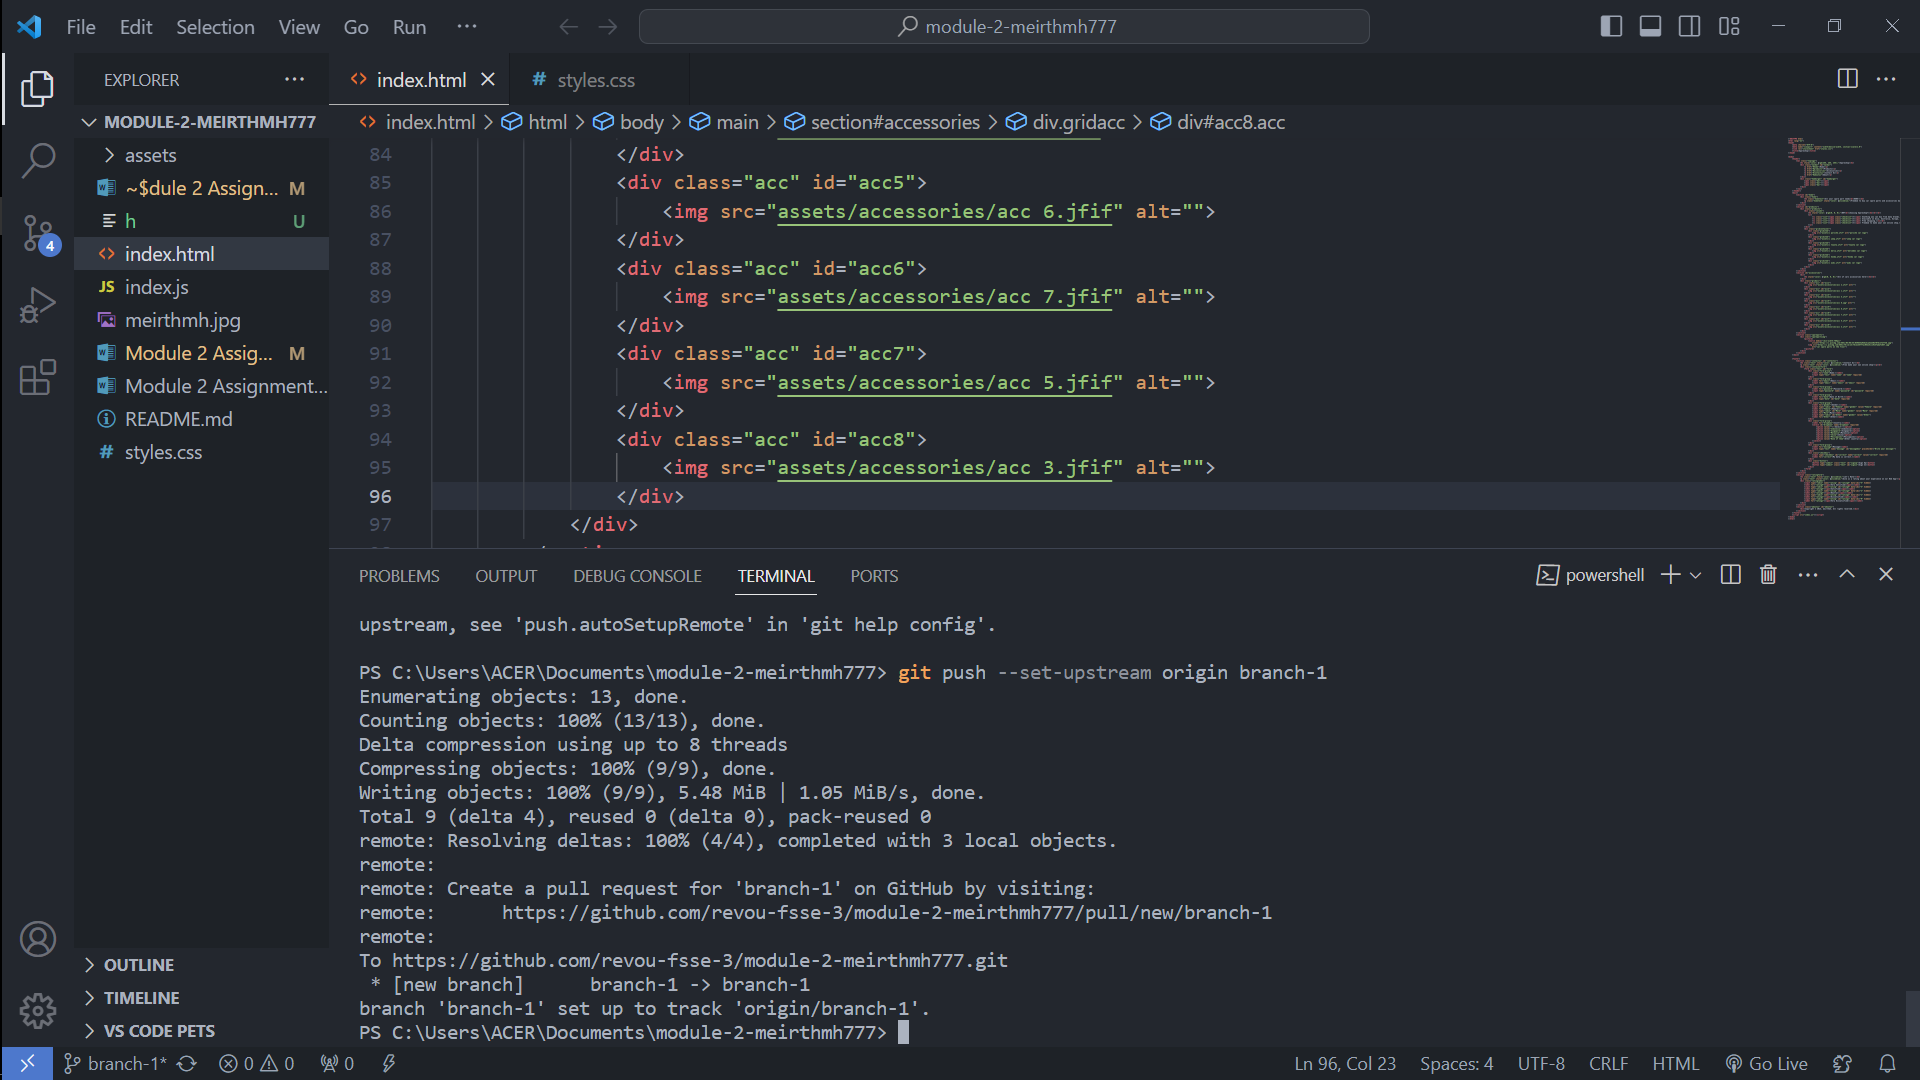 File Edit Selection View Go Run ···
module-2-meirthmh777
EXPLORER ···
index.html
# styles.css
MODULE-2-MEIRTHMH777
index.html > html > body > main > section#accessories > div.gridacc > div#acc8.acc
assets
~$dule 2 Assign... M
h U
index.html
JS index.js
meirthmh.jpg
Module 2 Assig... M
Module 2 Assignment...
README.md
# styles.css
4
84 </div>
85 <div class="acc" id="acc5">
86 <img src="assets/accessories/acc 6.jfif" alt="">
87 </div>
88 <div class="acc" id="acc6">
89 <img src="assets/accessories/acc 7.jfif" alt="">
90 </div>
91 <div class="acc" id="acc7">
92 <img src="assets/accessories/acc 5.jfif" alt="">
93 </div>
94 <div class="acc" id="acc8">
95 <img src="assets/accessories/acc 3.jfif" alt="">
96 </div>
97 </div>
PROBLEMS OUTPUT DEBUG CONSOLE TERMINAL PORTS
powershell
upstream, see 'push.autoSetupRemote' in 'git help config'.
PS C:\Users\ACER\Documents\module-2-meirthmh777> git push --set-upstream origin branch-1
Enumerating objects: 13, done.
Counting objects: 100% (13/13), done.
Delta compression using up to 8 threads
Compressing objects: 100% (9/9), done.
Writing objects: 100% (9/9), 5.48 MiB | 1.05 MiB/s, done.
Total 9 (delta 4), reused 0 (delta 0), pack-reused 0
remote: Resolving deltas: 100% (4/4), completed with 3 local objects.
remote:
remote: Create a pull request for 'branch-1' on GitHub by visiting:
remote:      https://github.com/revou-fsse-3/module-2-meirthmh777/pull/new/branch-1
remote:
To https://github.com/revou-fsse-3/module-2-meirthmh777.git
* [new branch]      branch-1 -> branch-1
branch 'branch-1' set up to track 'origin/branch-1'.
PS C:\Users\ACER\Documents\module-2-meirthmh777>
OUTLINE
TIMELINE
VS CODE PETS
branch-1* 0 0 0
Ln 96, Col 23 Spaces: 4 UTF-8 CRLF HTML Go Live